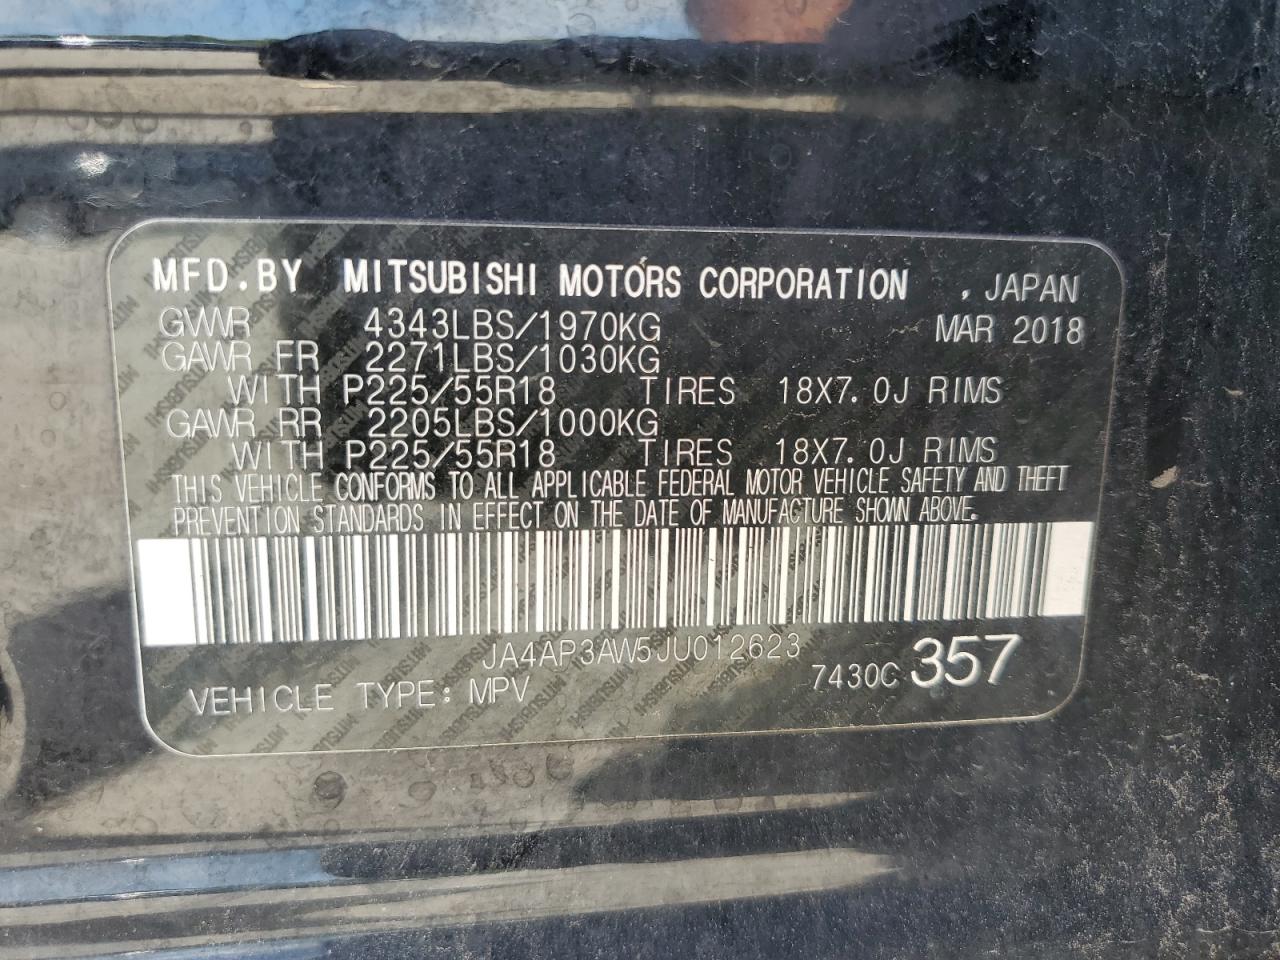 MFD.BY MITSUBISHI MOTORS CORPORATION , JAPAN
GVWR 4343LBS/1970KG MAR 2018
GAWR FR 2271LBS/1030KG
WITH P225/55R18 TIRES 18X7.0J RIMS
GAWR RR 2205LBS/1000KG
WITH P225/55R18 TIRES 18X7.0J RIMS
THIS VEHICLE CONFORMS TO ALL APPLICABLE FEDERAL MOTOR VEHICLE SAFETY AND THEFT
PREVENTION STANDARDS IN EFFECT ON THE DATE OF MANUFACTURE SHOWN ABOVE.
JA4AP3AW5JU012623
7430C 357
VEHICLE TYPE: MPV